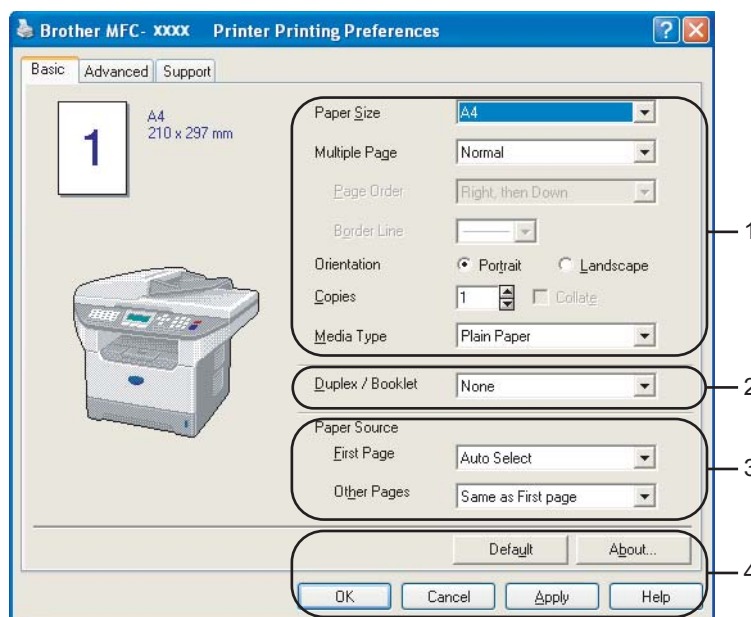 Brother MFC- XXXX Printer Printing Preferences
Basic Advanced Support
1
A4
210 x 297 mm
Paper Size A4
Multiple Page Normal
Page Order Right, then Down
Border Line
Orientation Portrait Landscape
Copies 1 Collate
Media Type Plain Paper
1
Duplex / Booklet None
2
Paper Source
First Page Auto Select
Other Pages Same as First page
3
Default About...
OK Cancel Apply Help
4